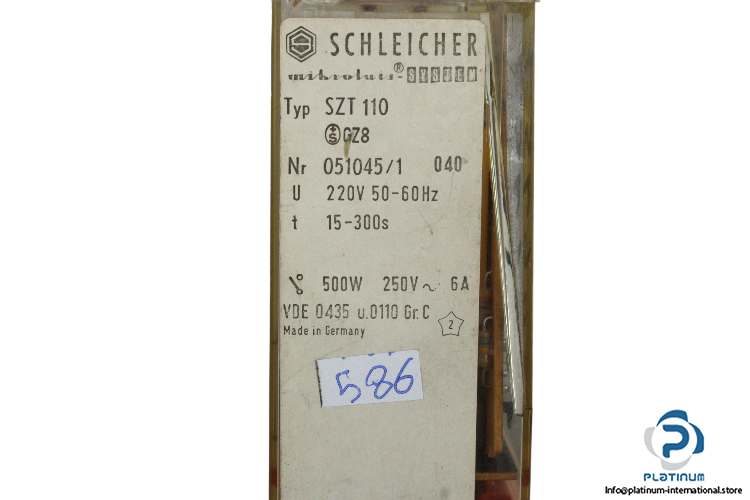 SCHLEICHER
mikrolais®-SYSTEM
Typ SZT 110
GZ8
Nr 051045/1 040
U 220V 50-60Hz
t 15-300s
500W 250V~ 6A
VDE 0435 u.0110 Gr.C
2
Made in Germany
586
PLATINUM
Info@platinum-international.store